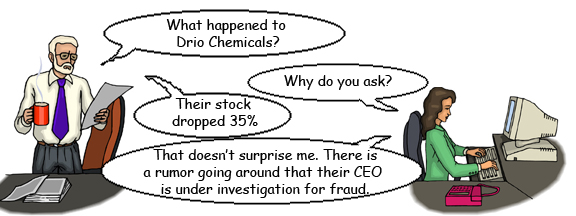 What happened to
Drio Chemicals?
Why do you ask?
Their stock
dropped 35%
That doesn't surprise me. There is
a rumor going around that their CEO
is under investigation for fraud.